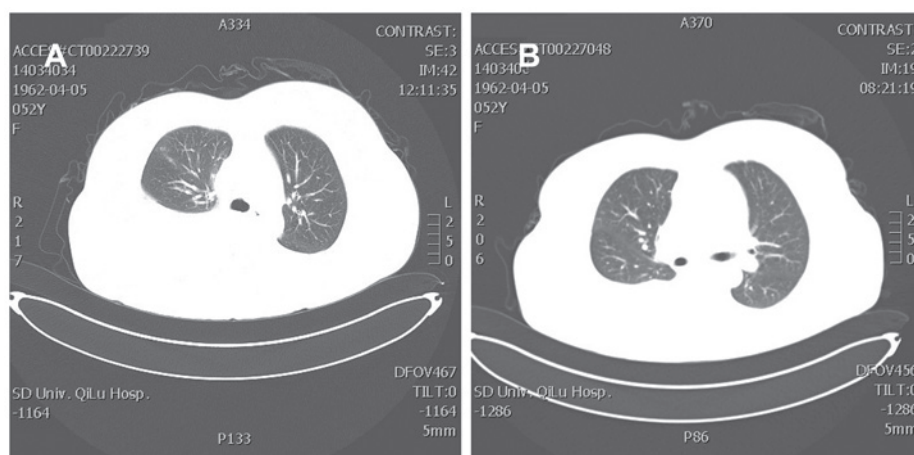 A334
CONTRAST:
ACCES #CT00222739
A
SE:3
14034034
IM:42
1962-04-05
12:11:35
052Y
F
R
L
2
2
1
5
7
0
DFOV467
SD Univ. QiLu Hosp.
TILT:0
-1164
-1164
5mm
P133
A370
CONTRAST:
ACCES
B
T00227048
SE:2
IM:19
1962-04-05
08:21:19
052Y
F
R
L
2
2
0
5
6
0
DFOV456
SD Univ. QiLu Hosp.
TILT:0
-1286
-1286
5mm
P86